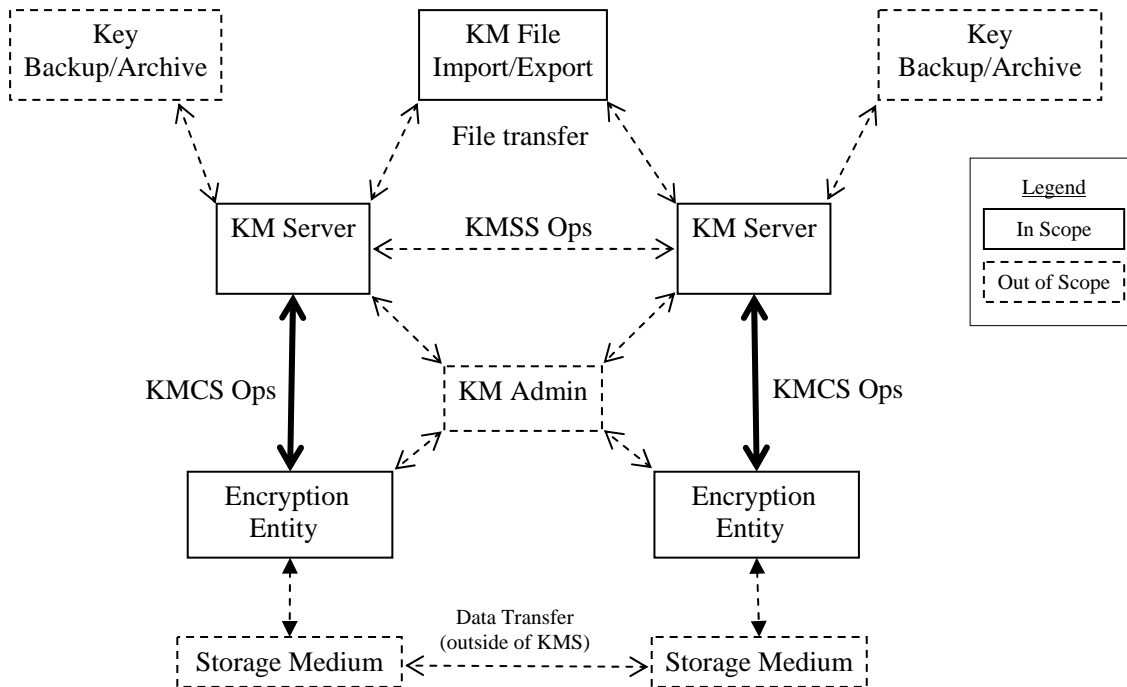 Key
Backup/Archive
KM File
Import/Export
Key
Backup/Archive
File transfer
Legend
In Scope
Out of Scope
KM Server
KMSS Ops
KM Server
KMCS Ops
KM Admin
KMCS Ops
Encryption
Entity
Encryption
Entity
Data Transfer
(outside of KMS)
Storage Medium
Storage Medium